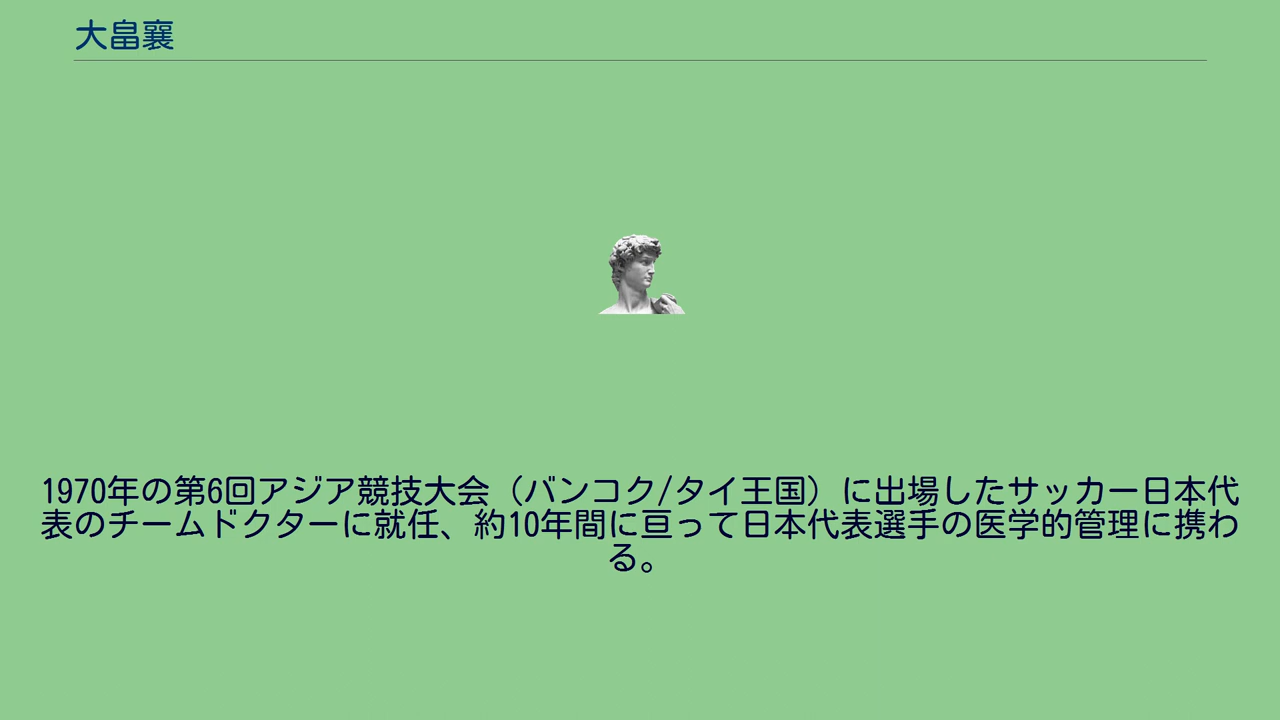 大畠襄
1970年の第6回アジア競技大会（バンコク/タイ王国）に出場したサッカー日本代
表のチームドクターに就任、約10年間に亘って日本代表選手の医学的管理に携わ
る。